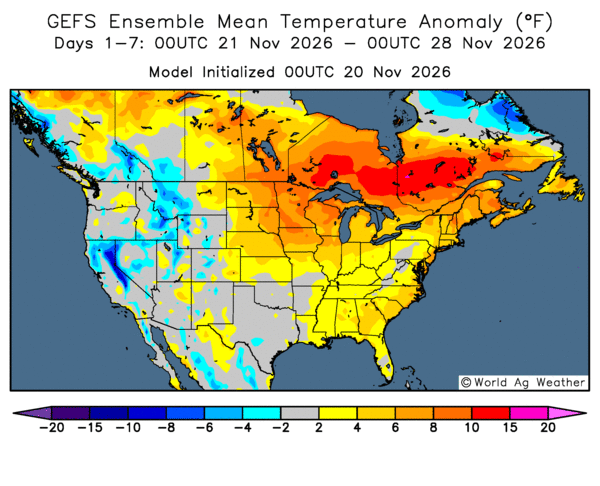 GEFS Ensemble Mean Temperature Anomaly (°F)
Days 1–7: 00UTC 21 Nov 2026 – 00UTC 28 Nov 2026
Model Initialized 00UTC 20 Nov 2026
© World Ag Weather
−20 −15 −10 −8 −6 −4 −2 2 4 6 8 10 15 20